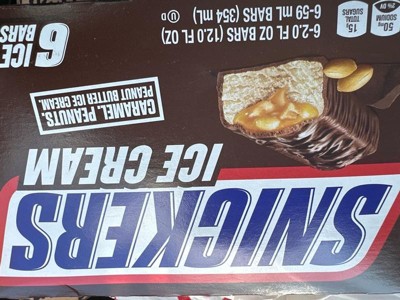 SNICKERS
ICE CREAM
CARAMEL, PEANUTS,
PEANUT BUTTER ICE CREAM.
50mg
SODIUM
2% DV
15g
TOTAL
SUGARS
6-2.0 FL OZ BARS (12.0 FL OZ)
6-59 mL BARS (354 mL)
U D
6 ICE
BARS